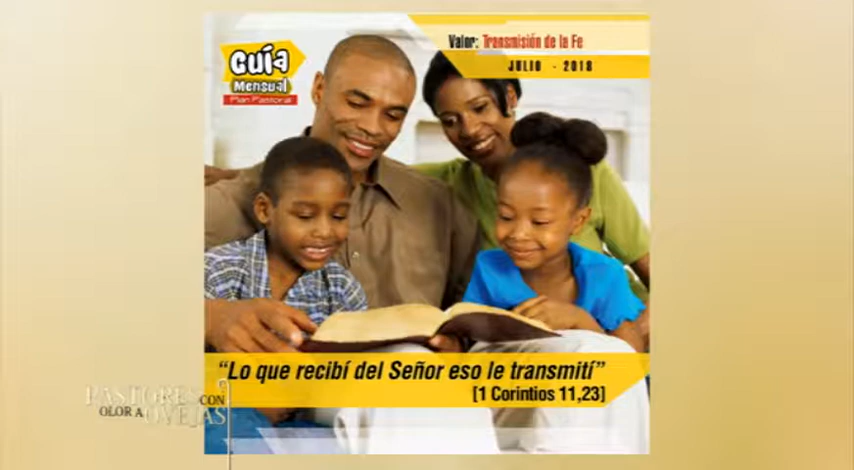 Guía
Mensual
Plan Pastoral
Valor: Transmisión de la Fe
JULIO - 2018
“Lo que recibí del Señor eso le transmití”
[1 Corintios 11,23]
PASTORES CON
OLOR A OVEJAS